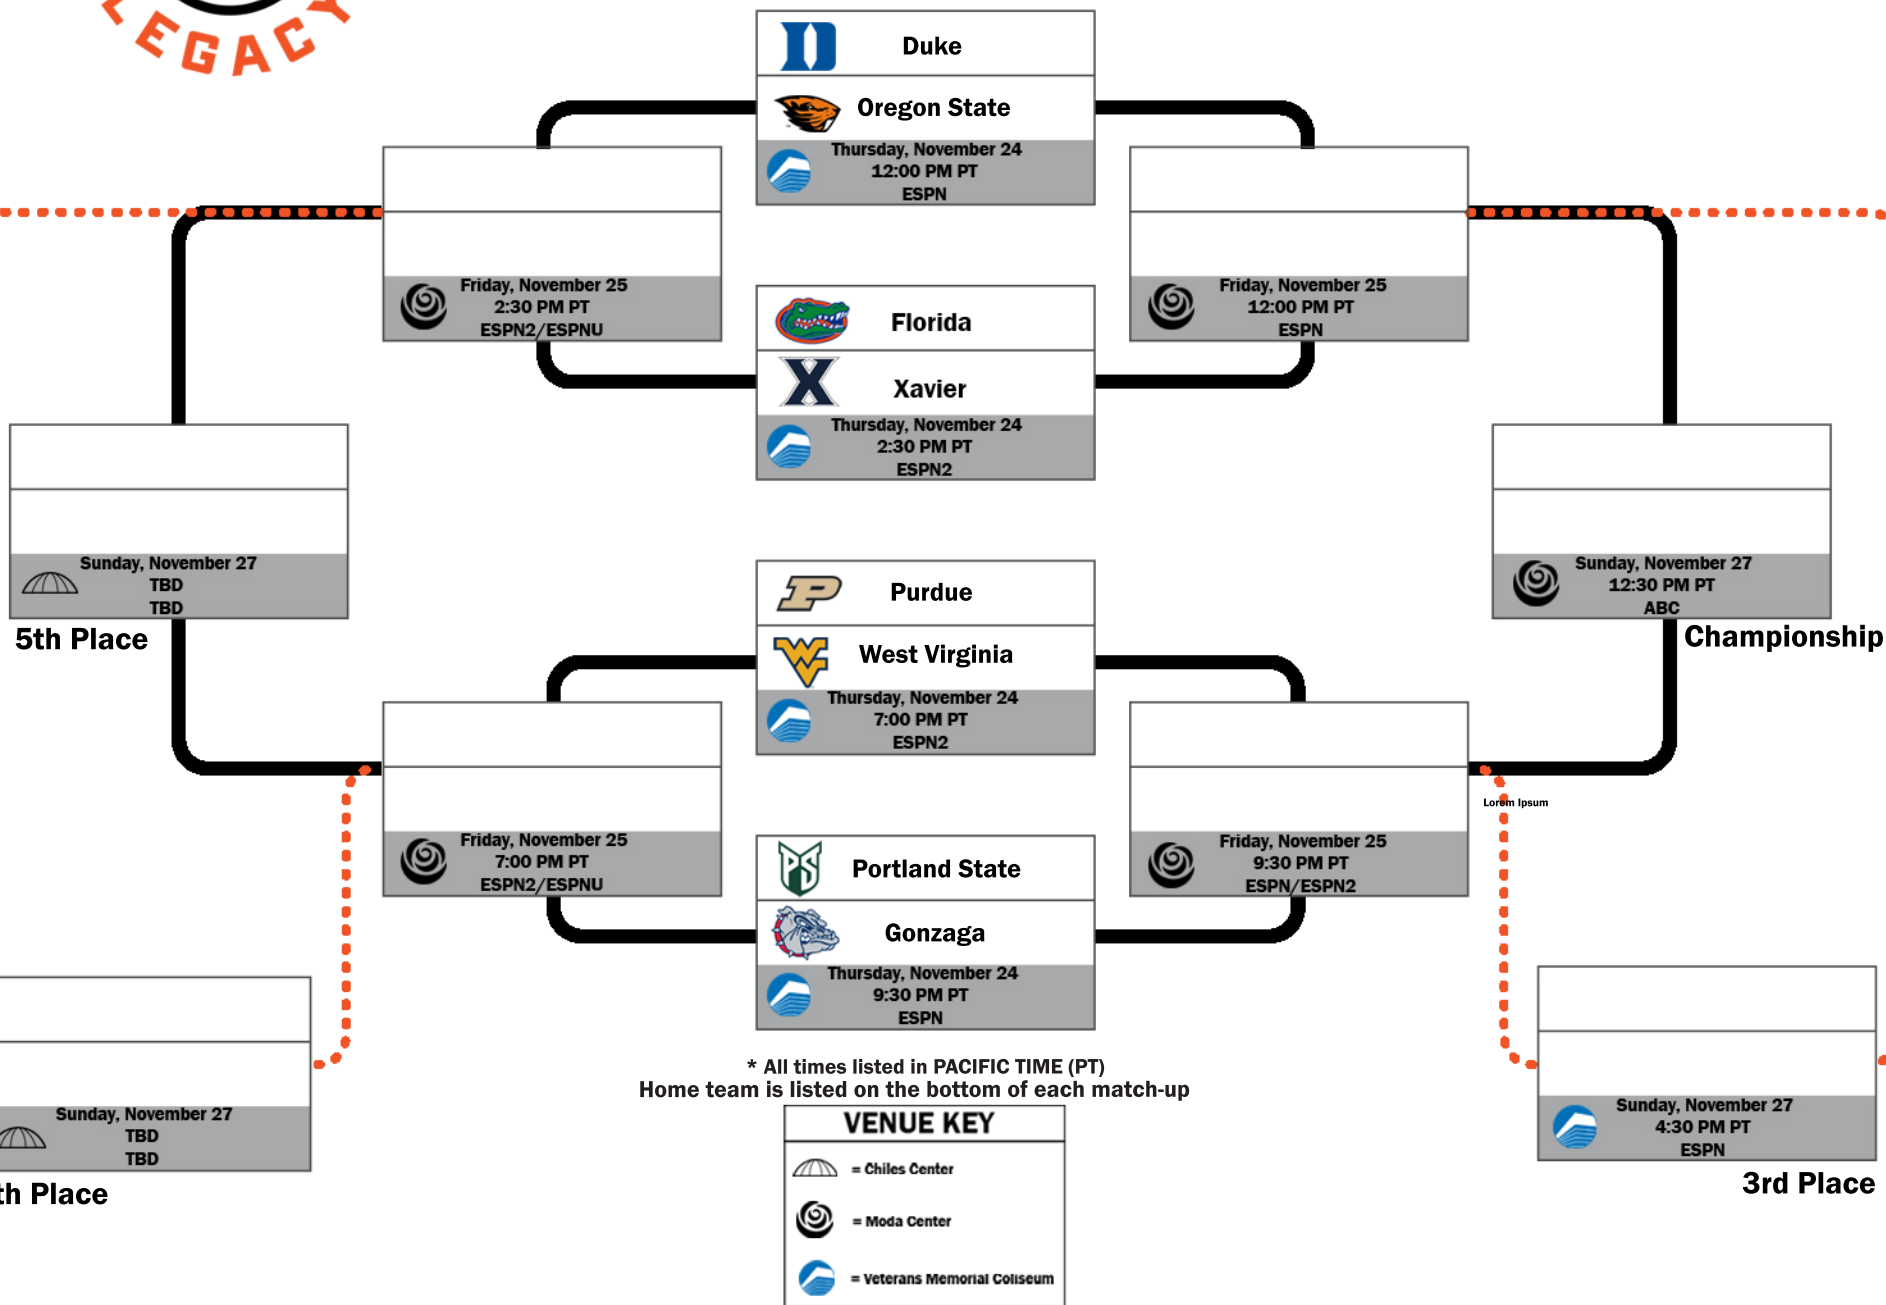 LEGACY
Duke
Oregon State
Thursday, November 24
12:00 PM PT
ESPN
Friday, November 25
2:30 PM PT
ESPN2/ESPNU
Friday, November 25
12:00 PM PT
ESPN
Florida
X
Xavier
Thursday, November 24
2:30 PM PT
ESPN2
Sunday, November 27
TBD
TBD
5th Place
Sunday, November 27
12:30 PM PT
ABC
Championship
P
Purdue
WV
West Virginia
Thursday, November 24
7:00 PM PT
ESPN2
Friday, November 25
7:00 PM PT
ESPN2/ESPNU
Lorem Ipsum
Friday, November 25
9:30 PM PT
ESPN/ESPN2
PS
Portland State
Gonzaga
Thursday, November 24
9:30 PM PT
ESPN
Sunday, November 27
TBD
TBD
th Place
Sunday, November 27
4:30 PM PT
ESPN
3rd Place
* All times listed in PACIFIC TIME (PT)
Home team is listed on the bottom of each match-up
VENUE KEY
= Chiles Center
= Moda Center
= Veterans Memorial Coliseum